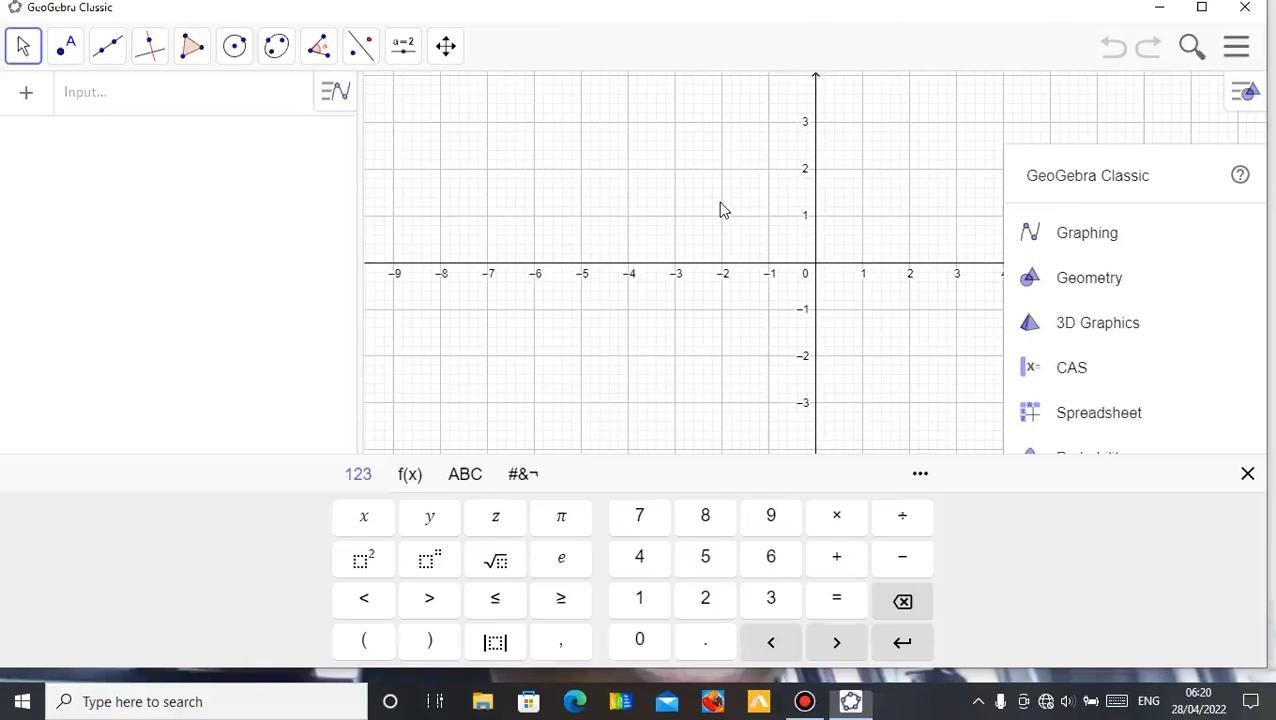 GeoGebra Classic
A
a=2
+ Input...
3
2
1
−9 −8 −7 −6 −5 −4 −3 −2 −1 0 1 2 3
−1
−2
−3
GeoGebra Classic ?
Graphing
Geometry
3D Graphics
x= CAS
Spreadsheet
123 f(x) ABC #&¬ ...
x y z π 7 8 9 × ÷
□² √ e 4 5 6 + −
< > ≤ ≥ 1 2 3 =
( ) |□| , 0 . < >
Type here to search
ENG
06:20
28/04/2022